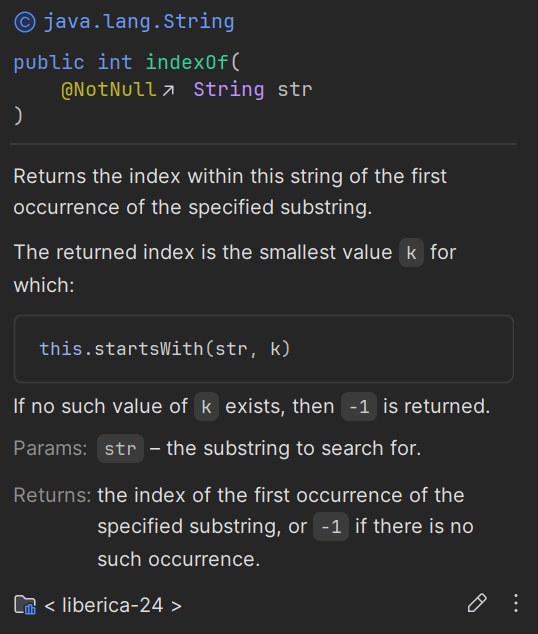 java.lang.String
public int indexOf(
@NotNull↗ String str
)
Returns the index within this string of the first
occurrence of the specified substring.
The returned index is the smallest value k for
which:
this.startsWith(str, k)
If no such value of k exists, then -1 is returned.
Params: str – the substring to search for.
Returns: the index of the first occurrence of the
specified substring, or -1 if there is no
such occurrence.
< liberica-24 >